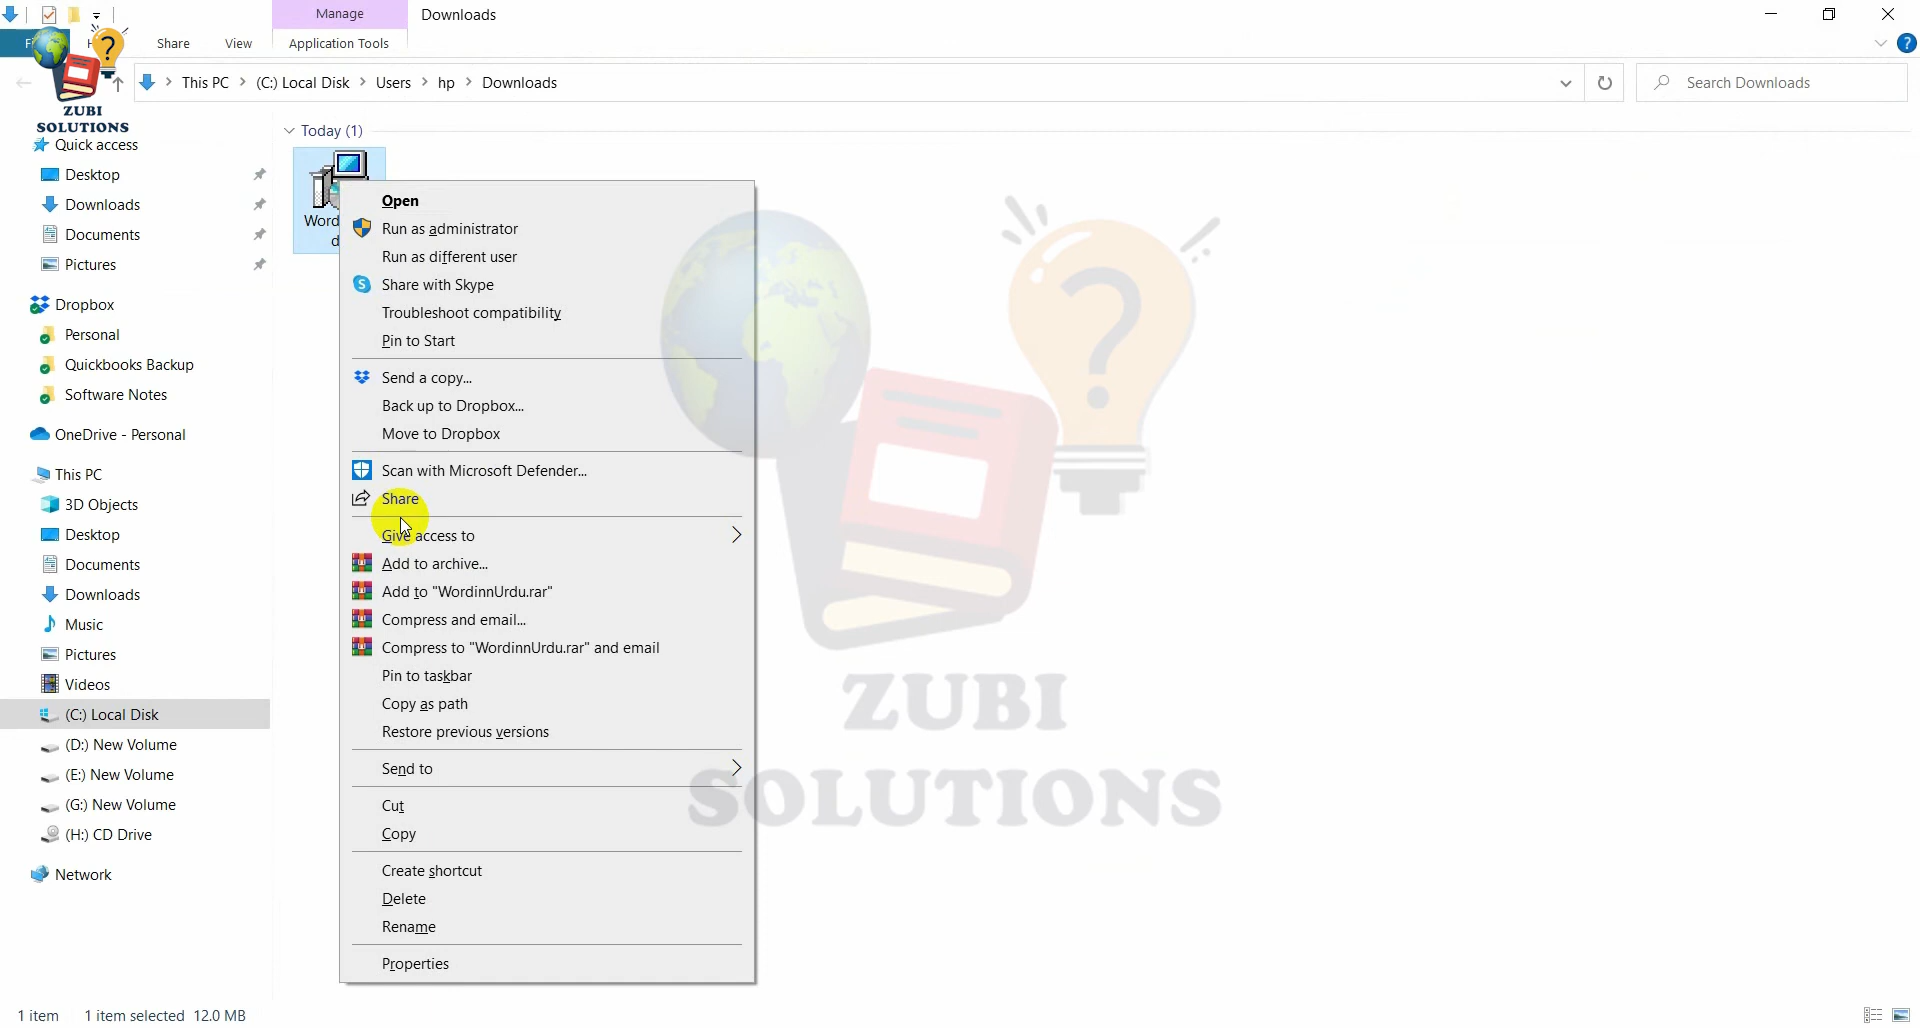 Manage
Downloads
Share
View
Application Tools
This PC
(C:) Local Disk
Users
hp
Downloads
Search Downloads
ZUBI
SOLUTIONS
Quick access
Desktop
Downloads
Documents
Pictures
Dropbox
Personal
Quickbooks Backup
Software Notes
OneDrive - Personal
This PC
3D Objects
Desktop
Documents
Downloads
Music
Pictures
Videos
(C:) Local Disk
(D:) New Volume
(E:) New Volume
(G:) New Volume
(H:) CD Drive
Network
Today (1)
Word
d
Open
Run as administrator
Run as different user
Share with Skype
Troubleshoot compatibility
Pin to Start
Send a copy...
Back up to Dropbox...
Move to Dropbox
Scan with Microsoft Defender...
Share
Give access to
Add to archive...
Add to "WordinnUrdu.rar"
Compress and email...
Compress to "WordinnUrdu.rar" and email
Pin to taskbar
Copy as path
Restore previous versions
Send to
Cut
Copy
Create shortcut
Delete
Rename
Properties
ZUBI
SOLUTIONS
1 item
1 item selected 12.0 MB